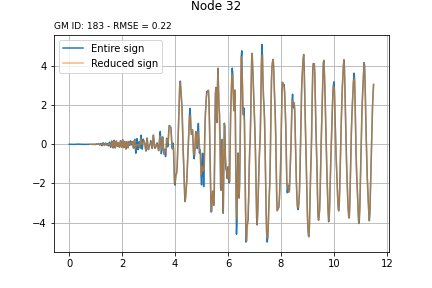 Node 32
GM ID: 183 - RMSE = 0.22
Entire sign
Reduced sign
4
2
0
−2
−4
0 2 4 6 8 10 12